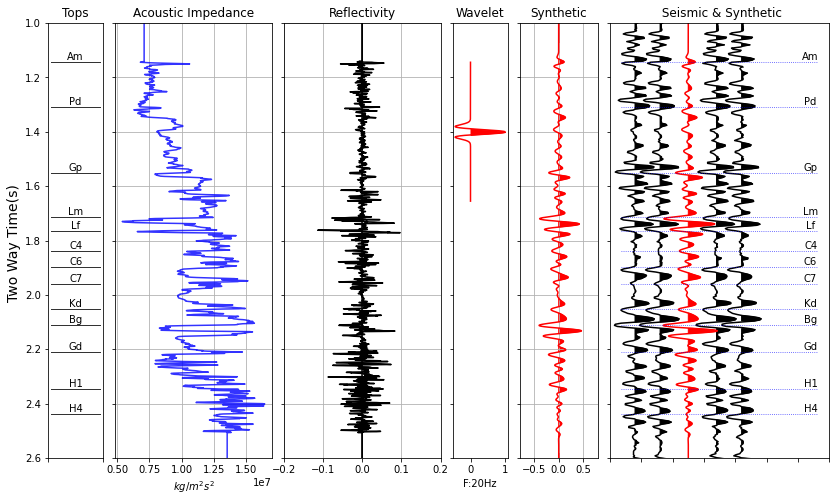 Tops Acoustic Impedance Reflectivity Wavelet Synthetic Seismic & Synthetic
Two Way Time(s)
1.0
1.2
1.4
1.6
1.8
2.0
2.2
2.4
2.6
Am
Pd
Gp
Lm
Lf
C4
C6
C7
Kd
Bg
Gd
H1
H4
Am
Pd
Gp
Lm
Lf
C4
C6
C7
Kd
Bg
Gd
H1
H4
0.50 0.75 1.00 1.25 1.50
1e7
kg/m²s²
−0.2 −0.1 0.0 0.1 0.2
0 1
F:20Hz
−0.5 0.0 0.5